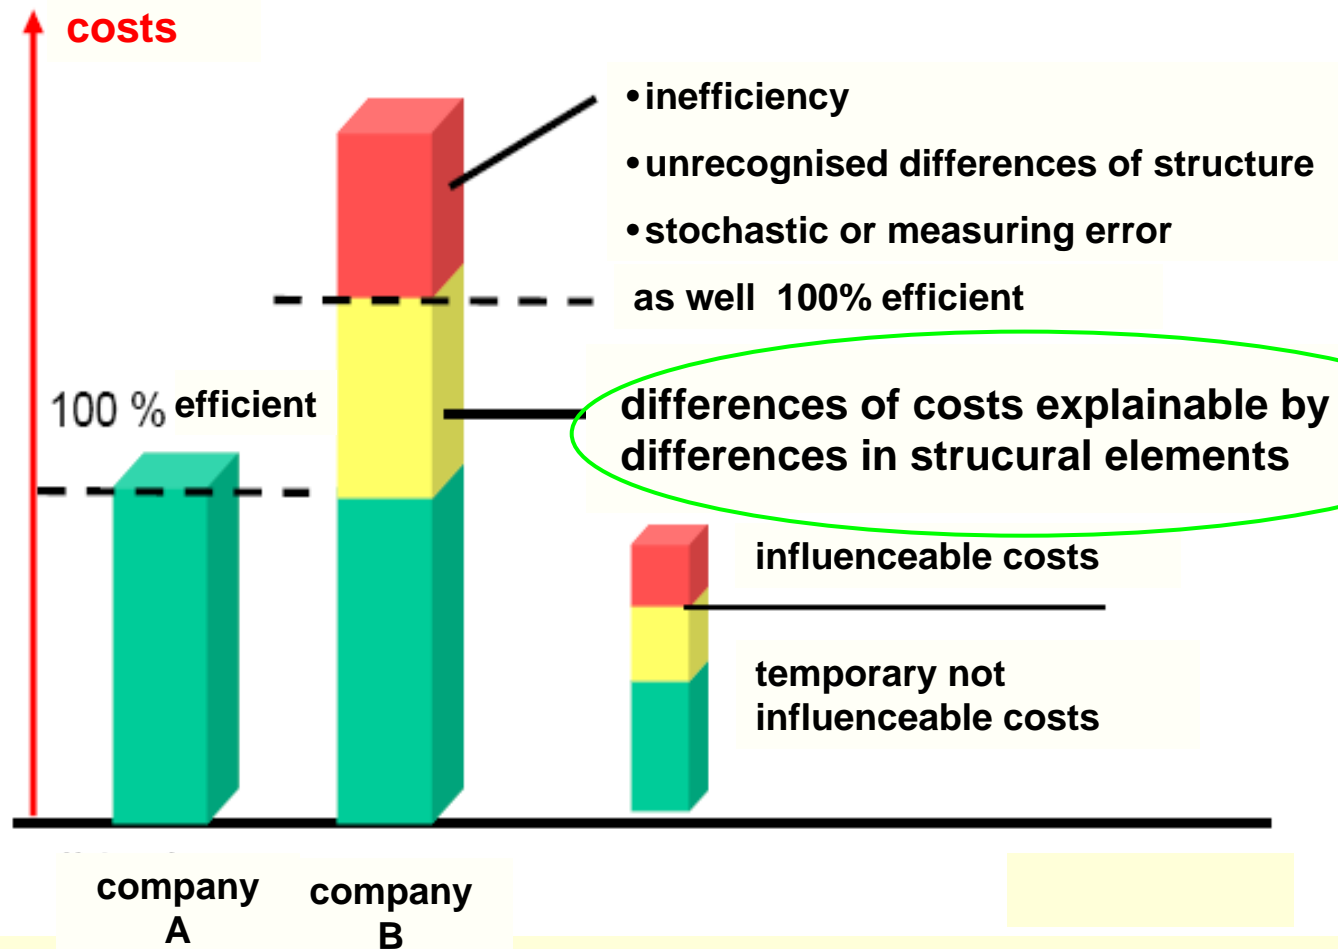 costs
•inefficiency
•unrecognised differences of structure
•stochastic or measuring error
as well 100% efficient
100 % efficient
differences of costs explainable by
differences in strucural elements
influenceable costs
temporary not
influenceable costs
company
A
company
B